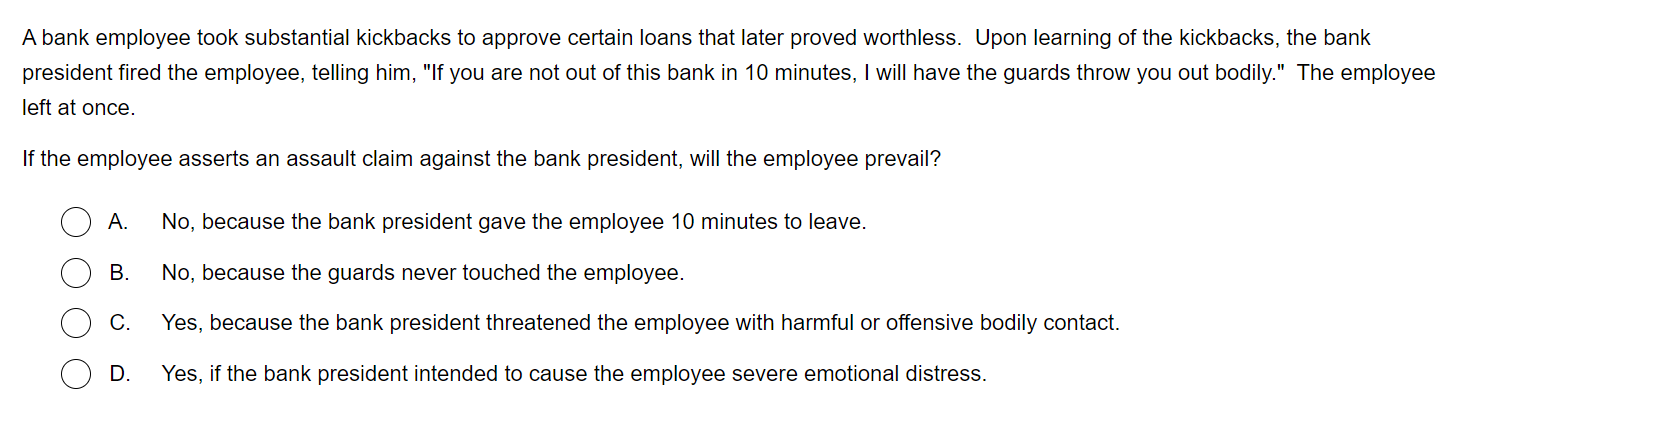 A bank employee took substantial kickbacks to approve certain loans that later proved worthless.  Upon learning of the kickbacks, the bank
president fired the employee, telling him, "If you are not out of this bank in 10 minutes, I will have the guards throw you out bodily."  The employee
left at once.
If the employee asserts an assault claim against the bank president, will the employee prevail?
A. No, because the bank president gave the employee 10 minutes to leave.
B. No, because the guards never touched the employee.
C. Yes, because the bank president threatened the employee with harmful or offensive bodily contact.
D. Yes, if the bank president intended to cause the employee severe emotional distress.